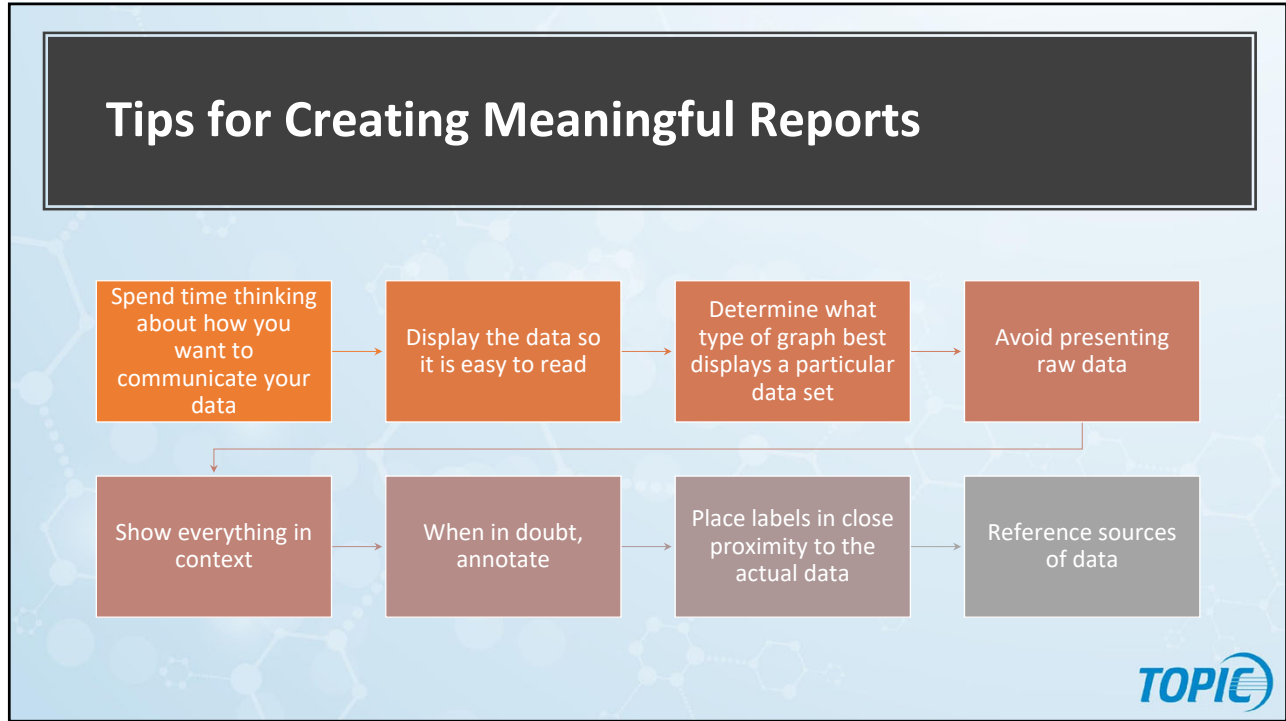 Tips for Creating Meaningful Reports
Spend time thinking
about how you
want to
communicate your
data
Display the data so
it is easy to read
Determine what
type of graph best
displays a particular
data set
Avoid presenting
raw data
Show everything in
context
When in doubt,
annotate
Place labels in close
proximity to the
actual data
Reference sources
of data
TOPIC